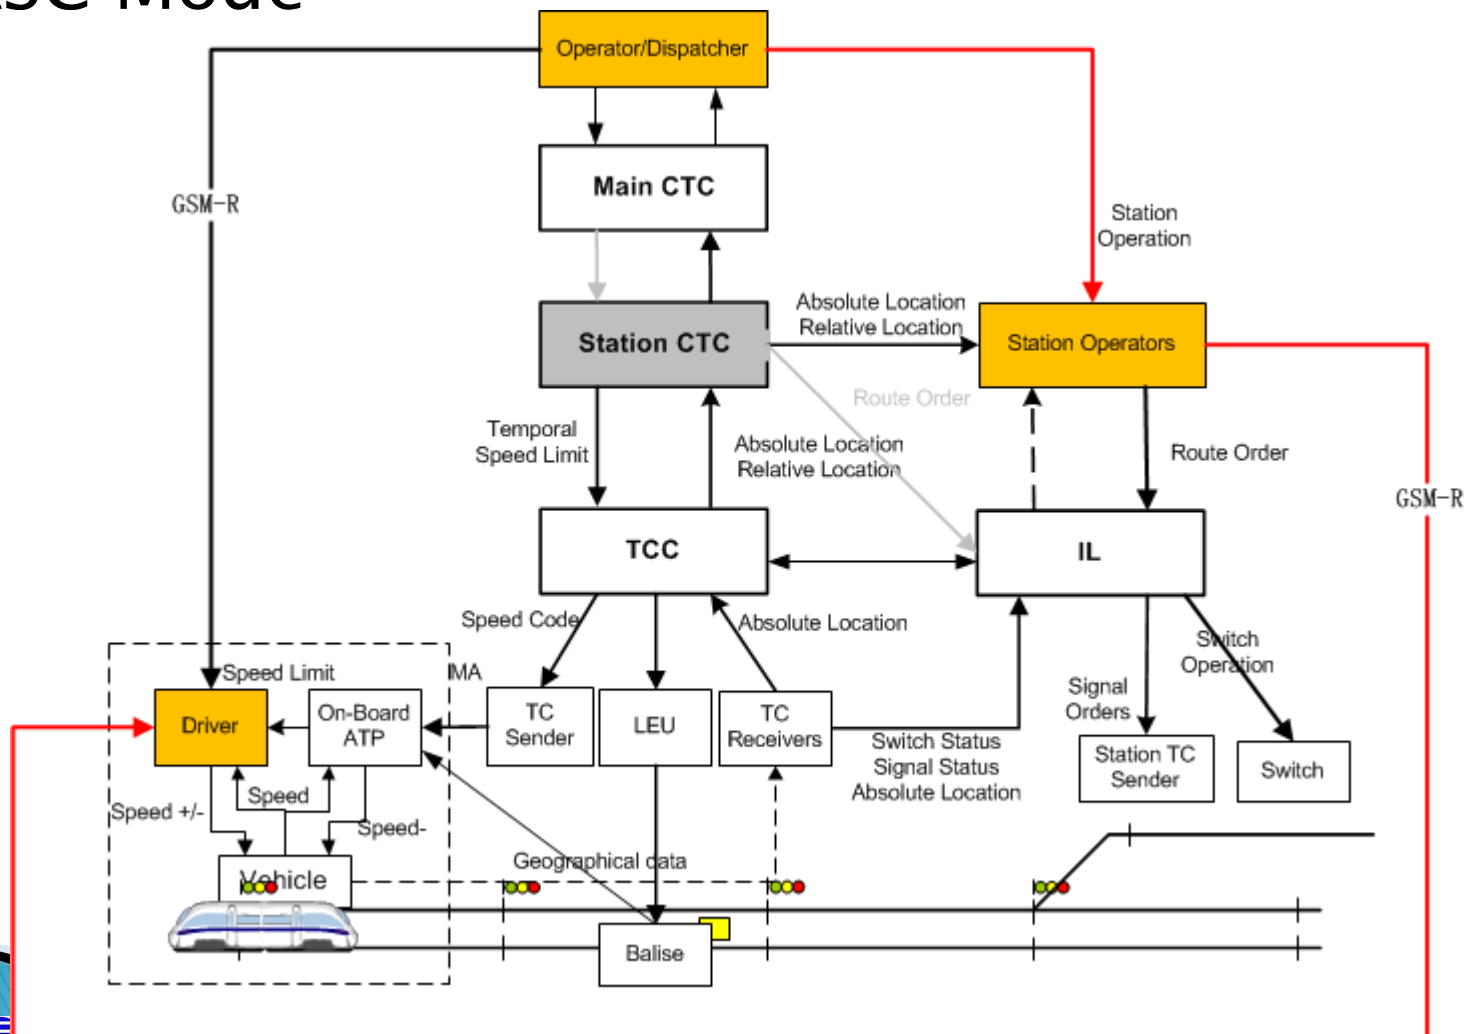 Operator/Dispatcher
Main CTC
GSM-R
Station
Operation
Absolute Location
Relative Location
Station CTC
Station Operators
Route Order
Temporal
Speed Limit
Absolute Location
Relative Location
Route Order
GSM-R
TCC
IL
Speed Code
Absolute Location
Switch
Operation
Speed Limit
MA
Signal
Orders
Driver
On-Board
ATP
TC
Sender
LEU
TC
Receivers
Switch Status
Signal Status
Absolute Location
Station TC
Sender
Switch
Speed +/-
Speed
Speed-
Geographical data
Vehicle
Balise